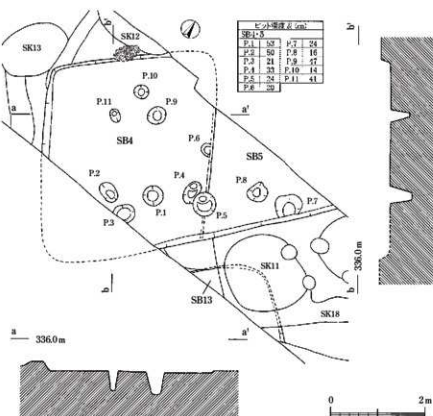 SK13
SK12
b
b'
ピット深度表 (cm)
SB4・5
P.1 52 P.7 24
P.2 50 P.8 16
P.3 21 P.9 47
P.4 33 P.10 14
P.5 24 P.11 41
P.6 20
P.10
P.11
P.9
a
a'
SB4
P.6
SB5
P.2
P.4
P.8
P.3
P.1
P.5
P.7
SK11
b
b
336.0m
SB13
SK18
a 336.0m
a'
0 2m